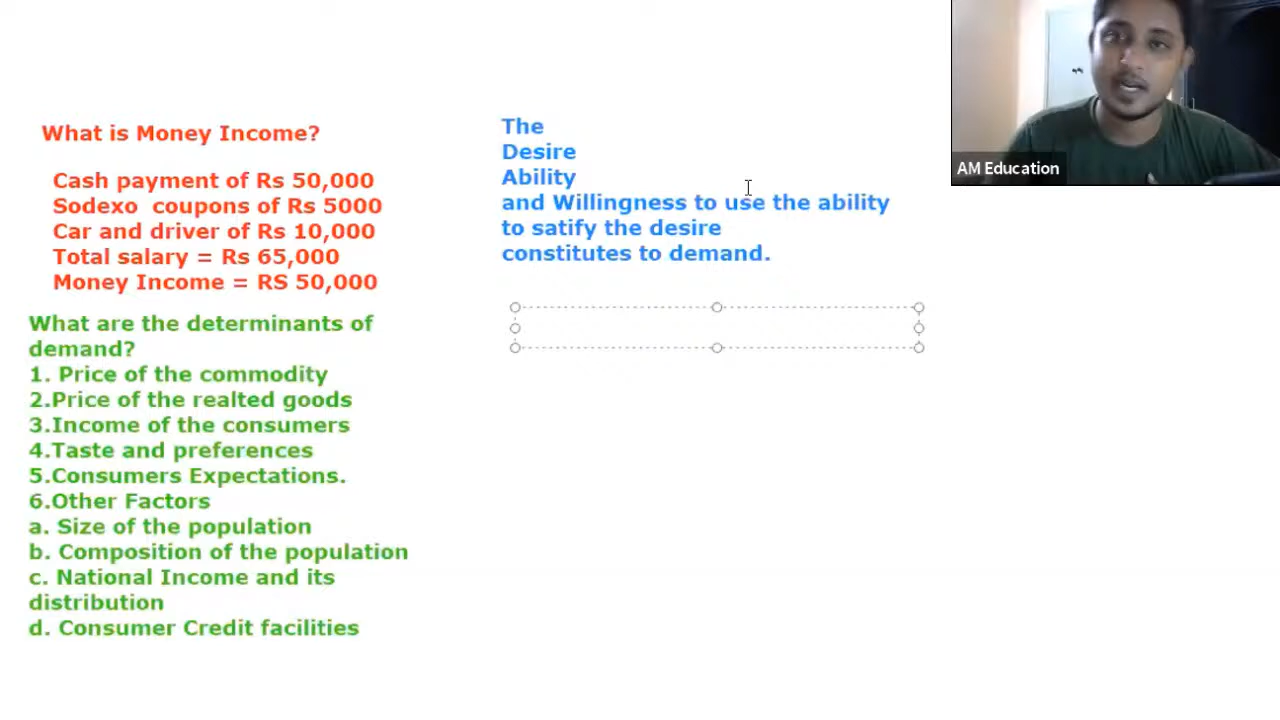 What is Money Income?
Cash payment of Rs 50,000
Sodexo coupons of Rs 5000
Car and driver of Rs 10,000
Total salary = Rs 65,000
Money Income = RS 50,000
What are the determinants of
demand?
1. Price of the commodity
2.Price of the realted goods
3.Income of the consumers
4.Taste and preferences
5.Consumers Expectations.
6.Other Factors
a. Size of the population
b. Composition of the population
c. National Income and its
distribution
d. Consumer Credit facilities
The
Desire
Ability
and Willingness to use the ability
to satify the desire
constitutes to demand.
AM Education